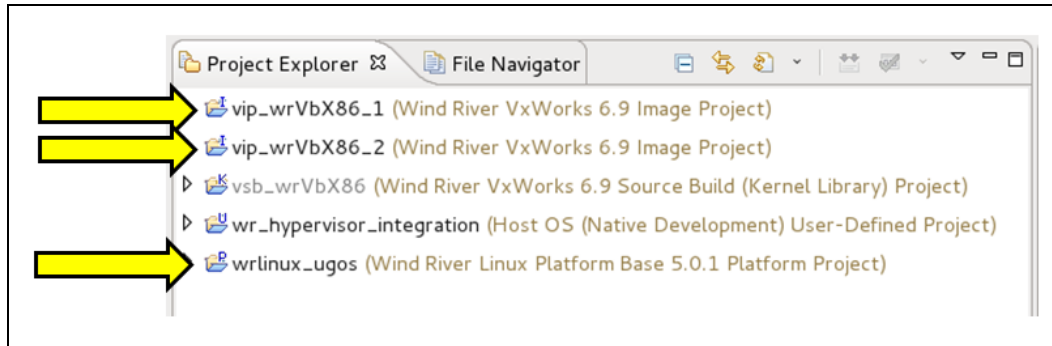 Project Explorer File Navigator
vip_wrVbX86_1 (Wind River VxWorks 6.9 Image Project)
vip_wrVbX86_2 (Wind River VxWorks 6.9 Image Project)
vsb_wrVbX86 (Wind River VxWorks 6.9 Source Build (Kernel Library) Project)
wr_hypervisor_integration (Host OS (Native Development) User-Defined Project)
wrlinux_ugos (Wind River Linux Platform Base 5.0.1 Platform Project)